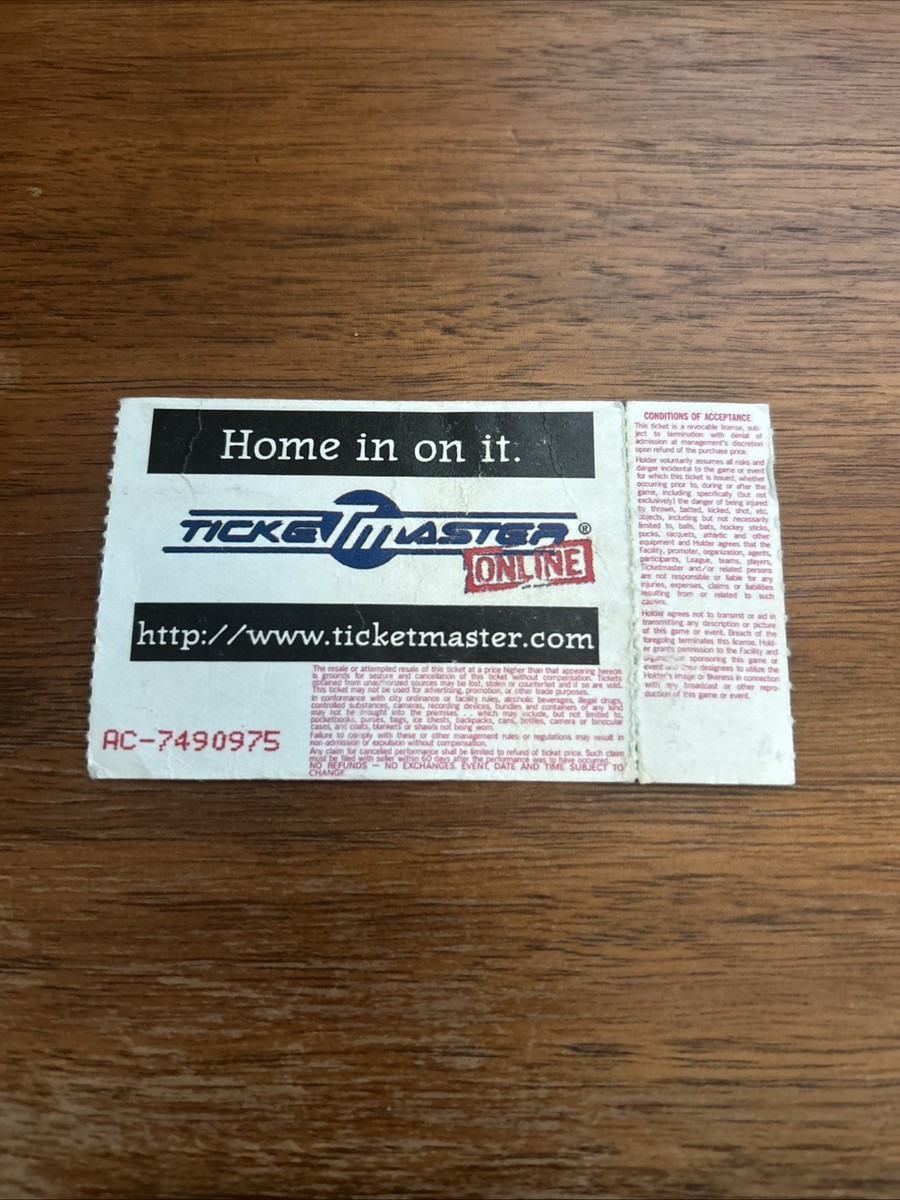 Home in on it.
TICKETMASTER®
ONLINE
http://www.ticketmaster.com
AC-7490975
The resale or attempted resale of this ticket at a price higher than that appearing hereon
is grounds for seizure and cancellation of this ticket without compensation. Tickets
obtained from unauthorized sources may be lost, stolen or counterfeit and if so are void.
This ticket may not be used for advertising, promotion, or other trade purposes.
In conformance with city ordinance or facility rules, alcoholic beverages, illegal drugs,
controlled substances, cameras, recording devices, bundles and containers of any kind
may not be brought into the premises. . . which may include, but not limited to,
pocketbooks, purses, bags, ice chests, backpacks, cans, bottles, camera or binocular
cases, and coats, blankets or shawls not being worn.
Failure to comply with these or other management rules or regulations may result in
non-admission or expulsion without compensation.
Any claim for cancelled performance shall be limited to refund of ticket price. Such claim
must be filed with seller within 60 days after the performance was to have occurred.
NO REFUNDS — NO EXCHANGES. EVENT, DATE AND TIME SUBJECT TO
CHANGE.
CONDITIONS OF ACCEPTANCE
This ticket is a revocable license, sub-
ject to termination with denial of
admission at management's discretion
upon refund of the purchase price.
Holder voluntarily assumes all risks and
danger incidental to the game or event
for which this ticket is issued, whether
occurring prior to, during or after the
game, including specifically (but not
exclusively) the danger of being injured
by thrown, batted, kicked, shot, etc.
objects, including but not necessarily
limited to, balls, bats, hockey sticks,
pucks, racquets, athletic and other
equipment and Holder agrees that the
Facility, promoter, organization, agents,
participants, League, teams, players,
Ticketmaster and/or related persons
are not responsible or liable for any
injuries, expenses, claims or liabilities
resulting from or related to such
causes.
Holder agrees not to transmit or aid in
transmitting any description or picture
of this game or event. Breach of the
foregoing terminates this license. Hold-
er grants permission to the Facility and
organization sponsoring this game or
event and their designees to utilize the
Holder's image or likeness in connection
with any broadcast or other repro-
duction of this game or event.